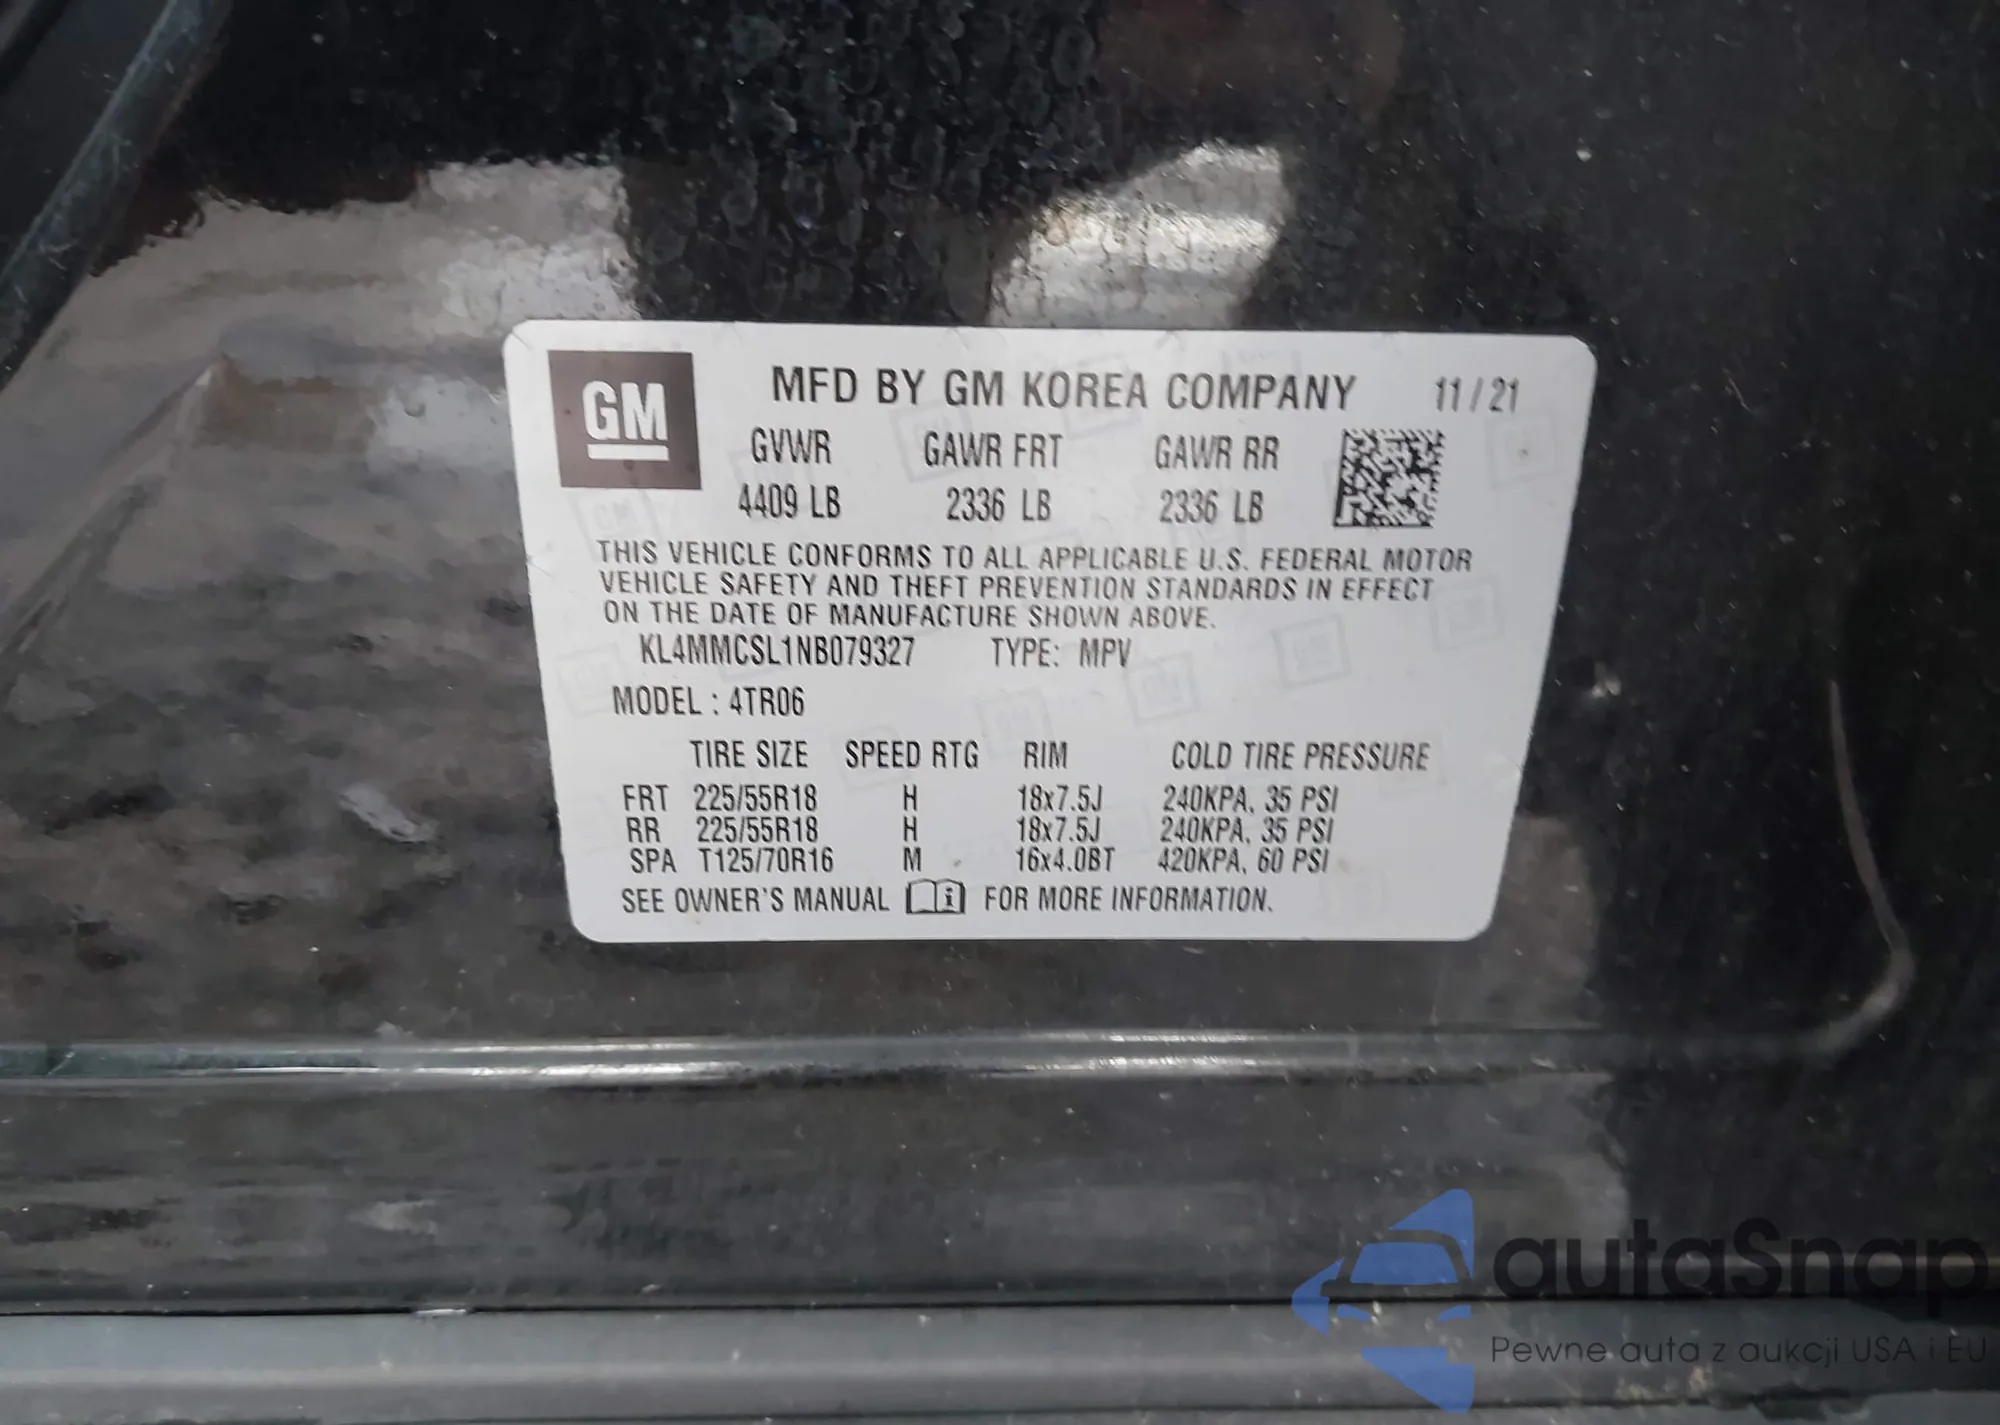 GM MFD BY GM KOREA COMPANY 11/21
GVWR GAWR FRT GAWR RR
4409 LB 2336 LB 2336 LB
THIS VEHICLE CONFORMS TO ALL APPLICABLE U.S. FEDERAL MOTOR
VEHICLE SAFETY AND THEFT PREVENTION STANDARDS IN EFFECT
ON THE DATE OF MANUFACTURE SHOWN ABOVE.
KL4MMCSL1NB079327 TYPE: MPV
MODEL : 4TR06
TIRE SIZE SPEED RTG RIM COLD TIRE PRESSURE
FRT 225/55R18 H 18x7.5J 240KPA, 35 PSI
RR 225/55R18 H 18x7.5J 240KPA, 35 PSI
SPA T125/70R16 M 16x4.0BT 420KPA, 60 PSI
SEE OWNER'S MANUAL i FOR MORE INFORMATION.
autaSnap
Pewne auta z aukcji USA i EU